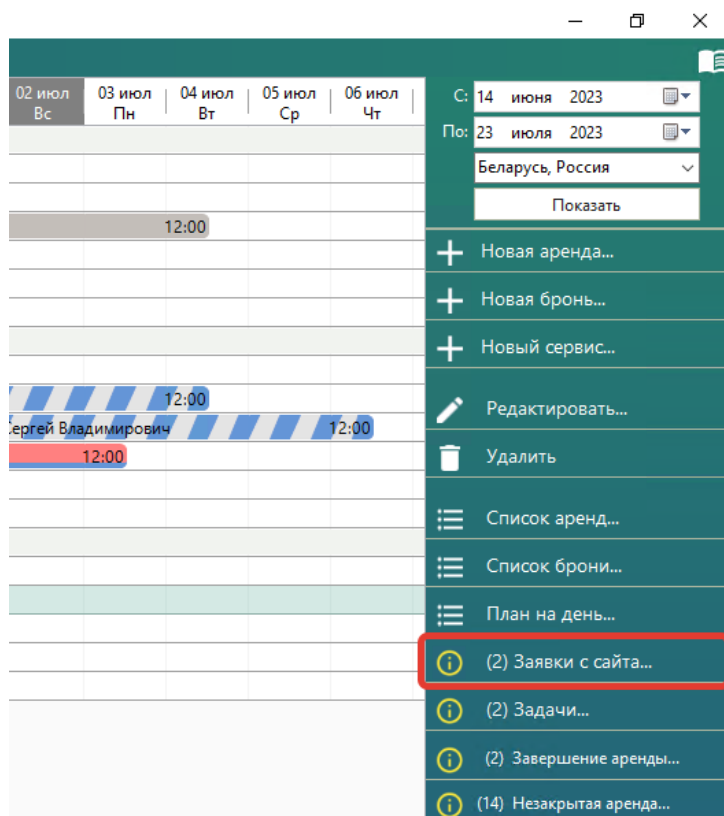 02 июл 03 июл 04 июл 05 июл 06 июл
Вс Пн Вт Ср Чт
С: 14 июня 2023
По: 23 июля 2023
Беларусь, Россия
Показать
12:00
Новая аренда...
Новая бронь...
Новый сервис...
12:00
Редактировать...
Сергей Владимирович 12:00
12:00
Удалить
Список аренд...
Список брони...
План на день...
(2) Заявки с сайта...
(2) Задачи...
(2) Завершение аренды...
(14) Незакрытая аренда...